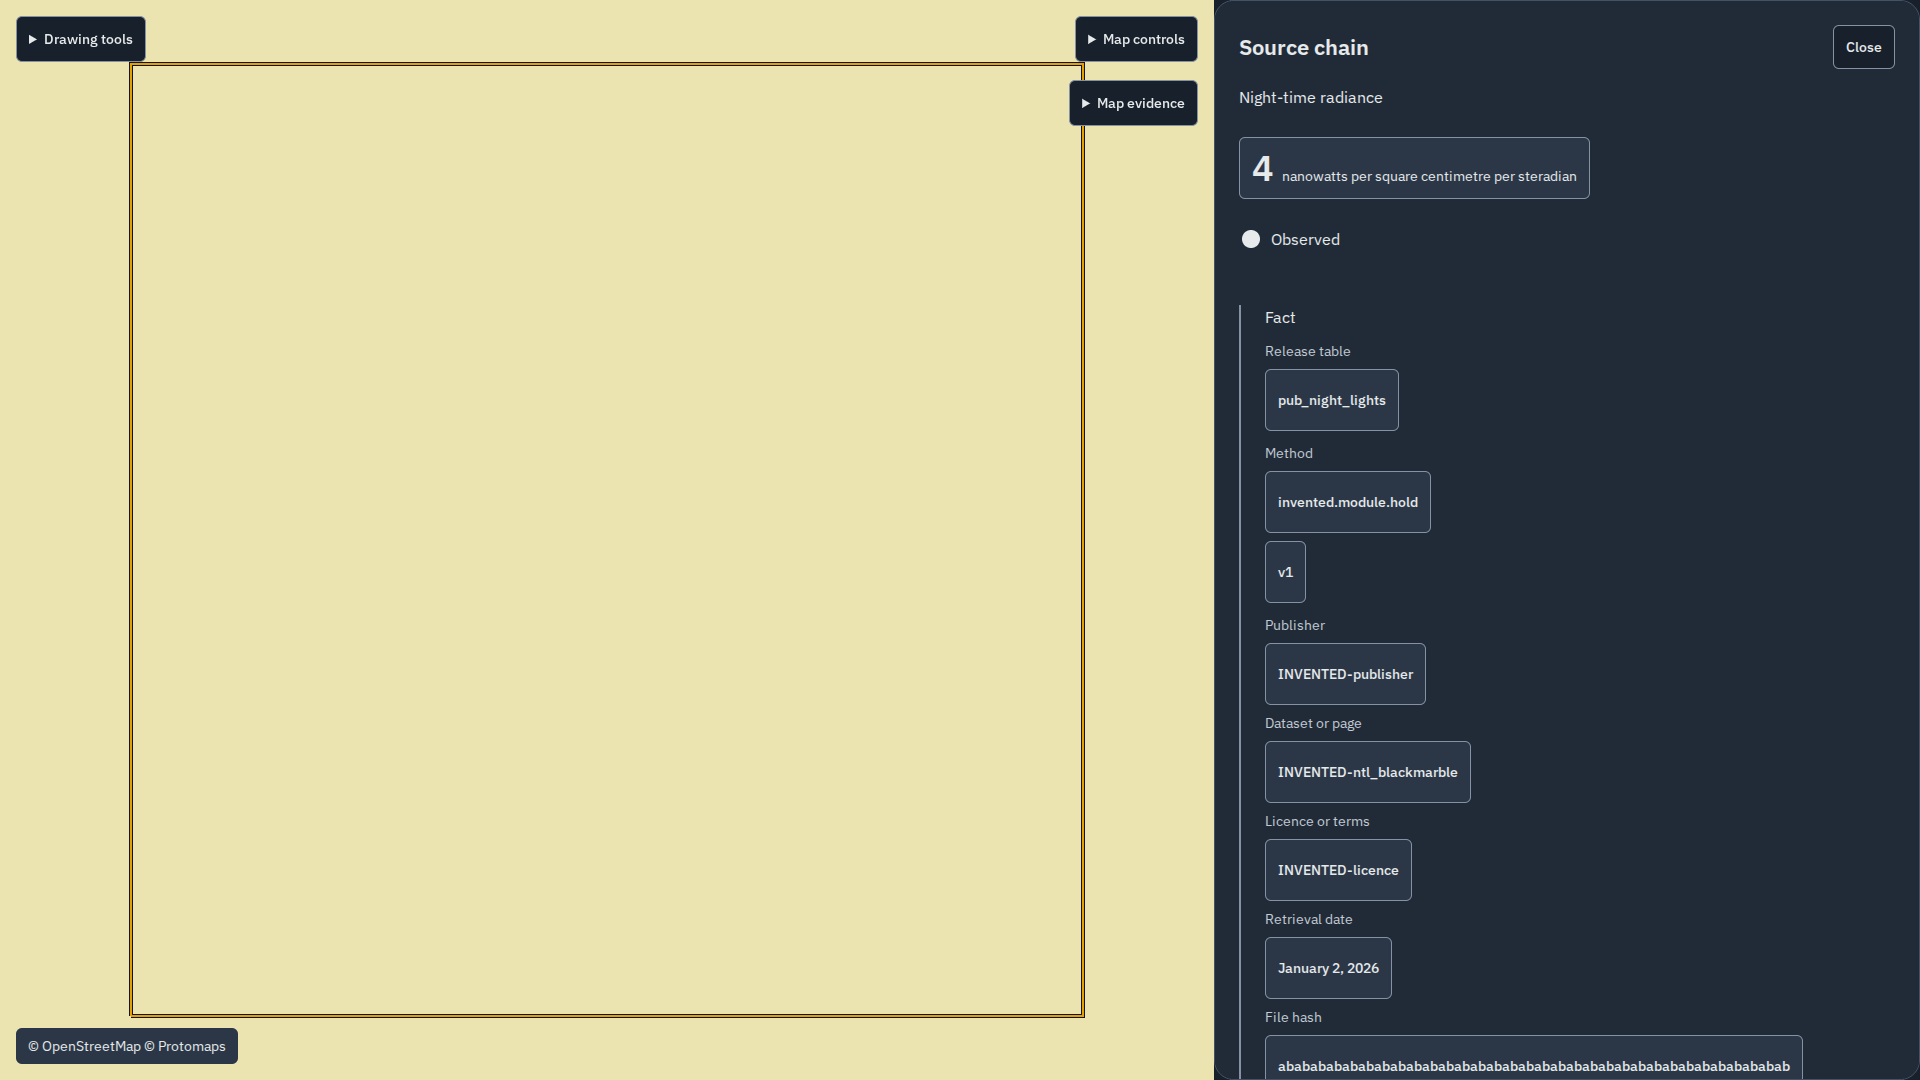 Drawing tools
Map controls
Map evidence
© OpenStreetMap © Protomaps
Source chain
Close
Night-time radiance
4 nanowatts per square centimetre per steradian
Observed
Fact
Release table
pub_night_lights
Method
invented.module.hold
v1
Publisher
INVENTED-publisher
Dataset or page
INVENTED-ntl_blackmarble
Licence or terms
INVENTED-licence
Retrieval date
January 2, 2026
File hash
abababababababababababababababababababababababababababababababab